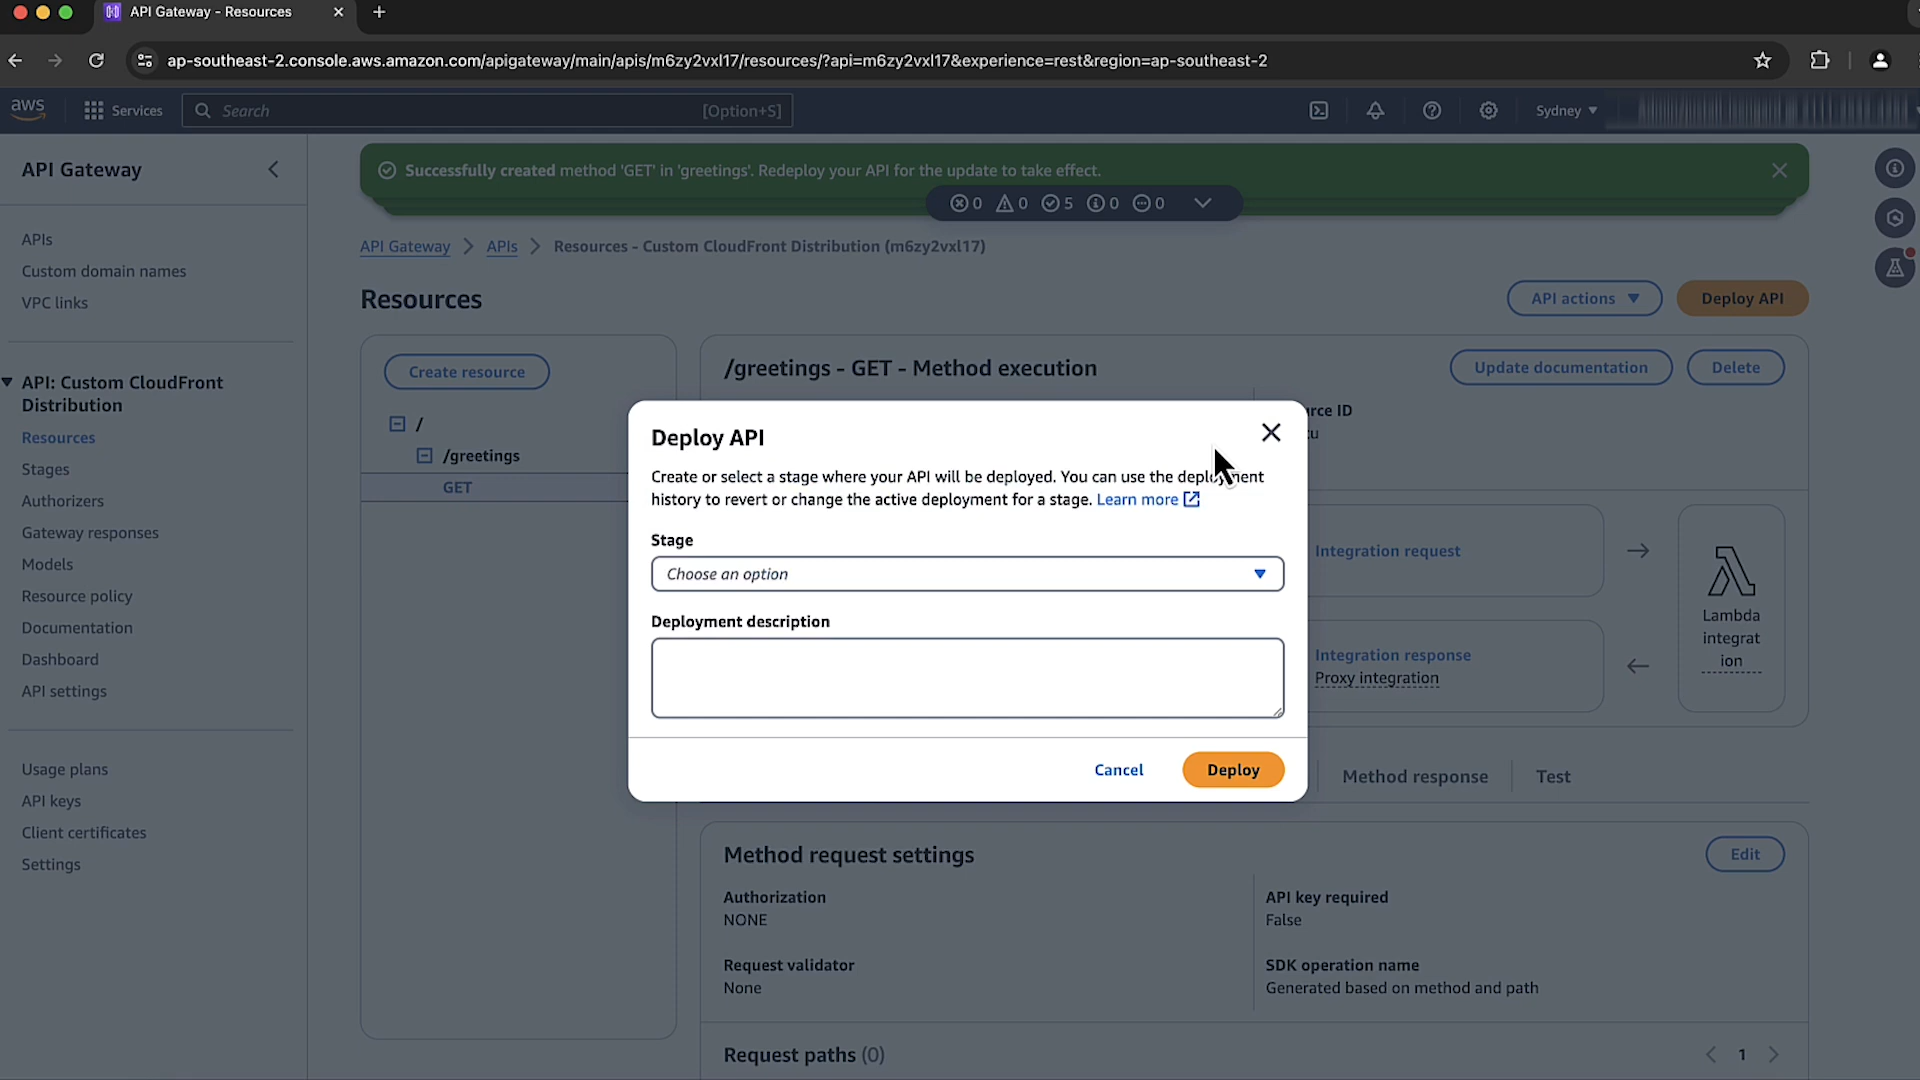 API Gateway - Resources
ap-southeast-2.console.aws.amazon.com/apigateway/main/apis/m6zy2vxl17/resources/?api=m6zy2vxl17&experience=rest&region=ap-southeast-2
aws
Services
Search
[Option+S]
Sydney
API Gateway
Successfully created method 'GET' in 'greetings'. Redeploy your API for the update to take effect.
0 0 5 0 0
APIs
Custom domain names
VPC links
API: Custom CloudFront
Distribution
Resources
Stages
Authorizers
Gateway responses
Models
Resource policy
Documentation
Dashboard
API settings
Usage plans
API keys
Client certificates
Settings
API Gateway
APIs
Resources - Custom CloudFront Distribution (m6zy2vxl17)
Resources
API actions
Deploy API
Create resource
/
/greetings
GET
/greetings - GET - Method execution
Update documentation
Delete
ID
Deploy API
Create or select a stage where your API will be deployed. You can use the deployment
history to revert or change the active deployment for a stage. Learn more
Stage
Choose an option
Deployment description
Cancel
Deploy
Integration request
Integration response
Proxy integration
Lambda
integrat
ion
Method response
Test
Method request settings
Edit
Authorization
NONE
API key required
False
Request validator
None
SDK operation name
Generated based on method and path
Request paths (0)
1